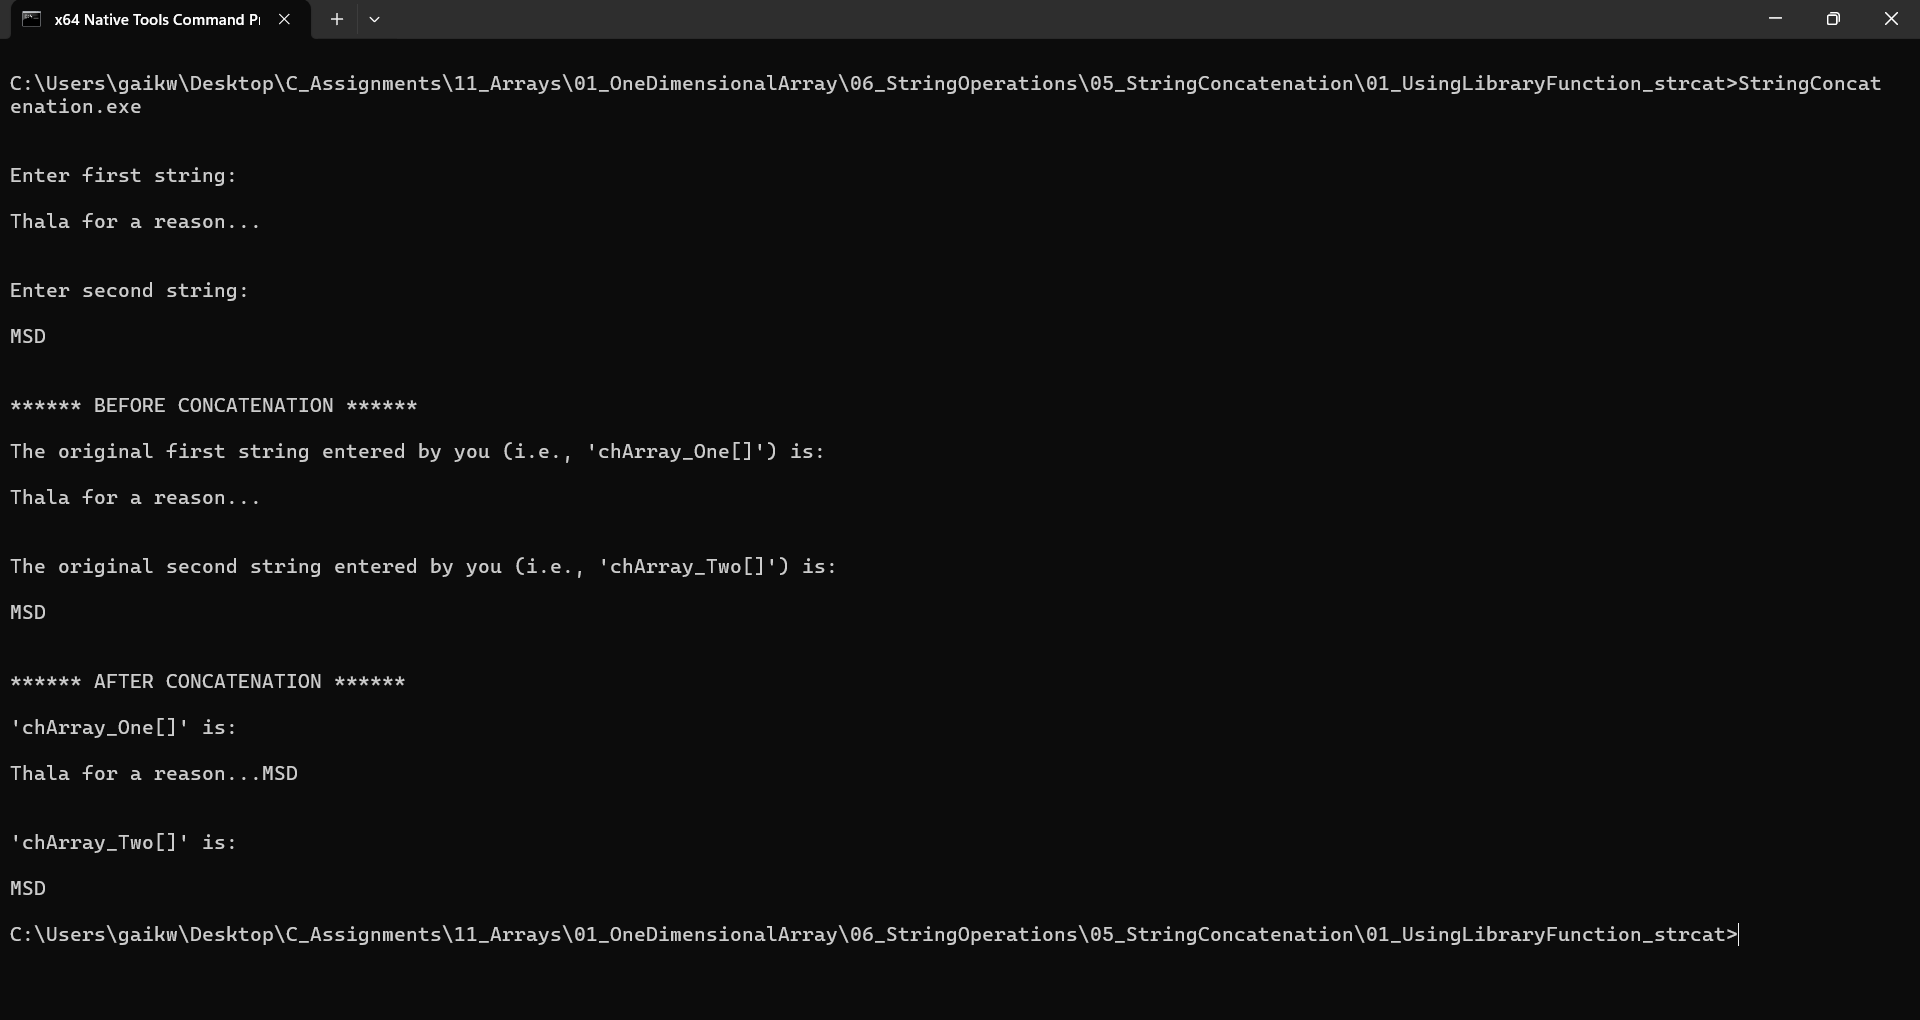 x64 Native Tools Command Pr
C:\Users\gaikw\Desktop\C_Assignments\11_Arrays\01_OneDimensionalArray\06_StringOperations\05_StringConcatenation\01_UsingLibraryFunction_strcat>StringConcat
enation.exe
Enter first string:
Thala for a reason...
Enter second string:
MSD
****** BEFORE CONCATENATION ******
The original first string entered by you (i.e., 'chArray_One[]') is:
Thala for a reason...
The original second string entered by you (i.e., 'chArray_Two[]') is:
MSD
****** AFTER CONCATENATION ******
'chArray_One[]' is:
Thala for a reason...MSD
'chArray_Two[]' is:
MSD
C:\Users\gaikw\Desktop\C_Assignments\11_Arrays\01_OneDimensionalArray\06_StringOperations\05_StringConcatenation\01_UsingLibraryFunction_strcat>